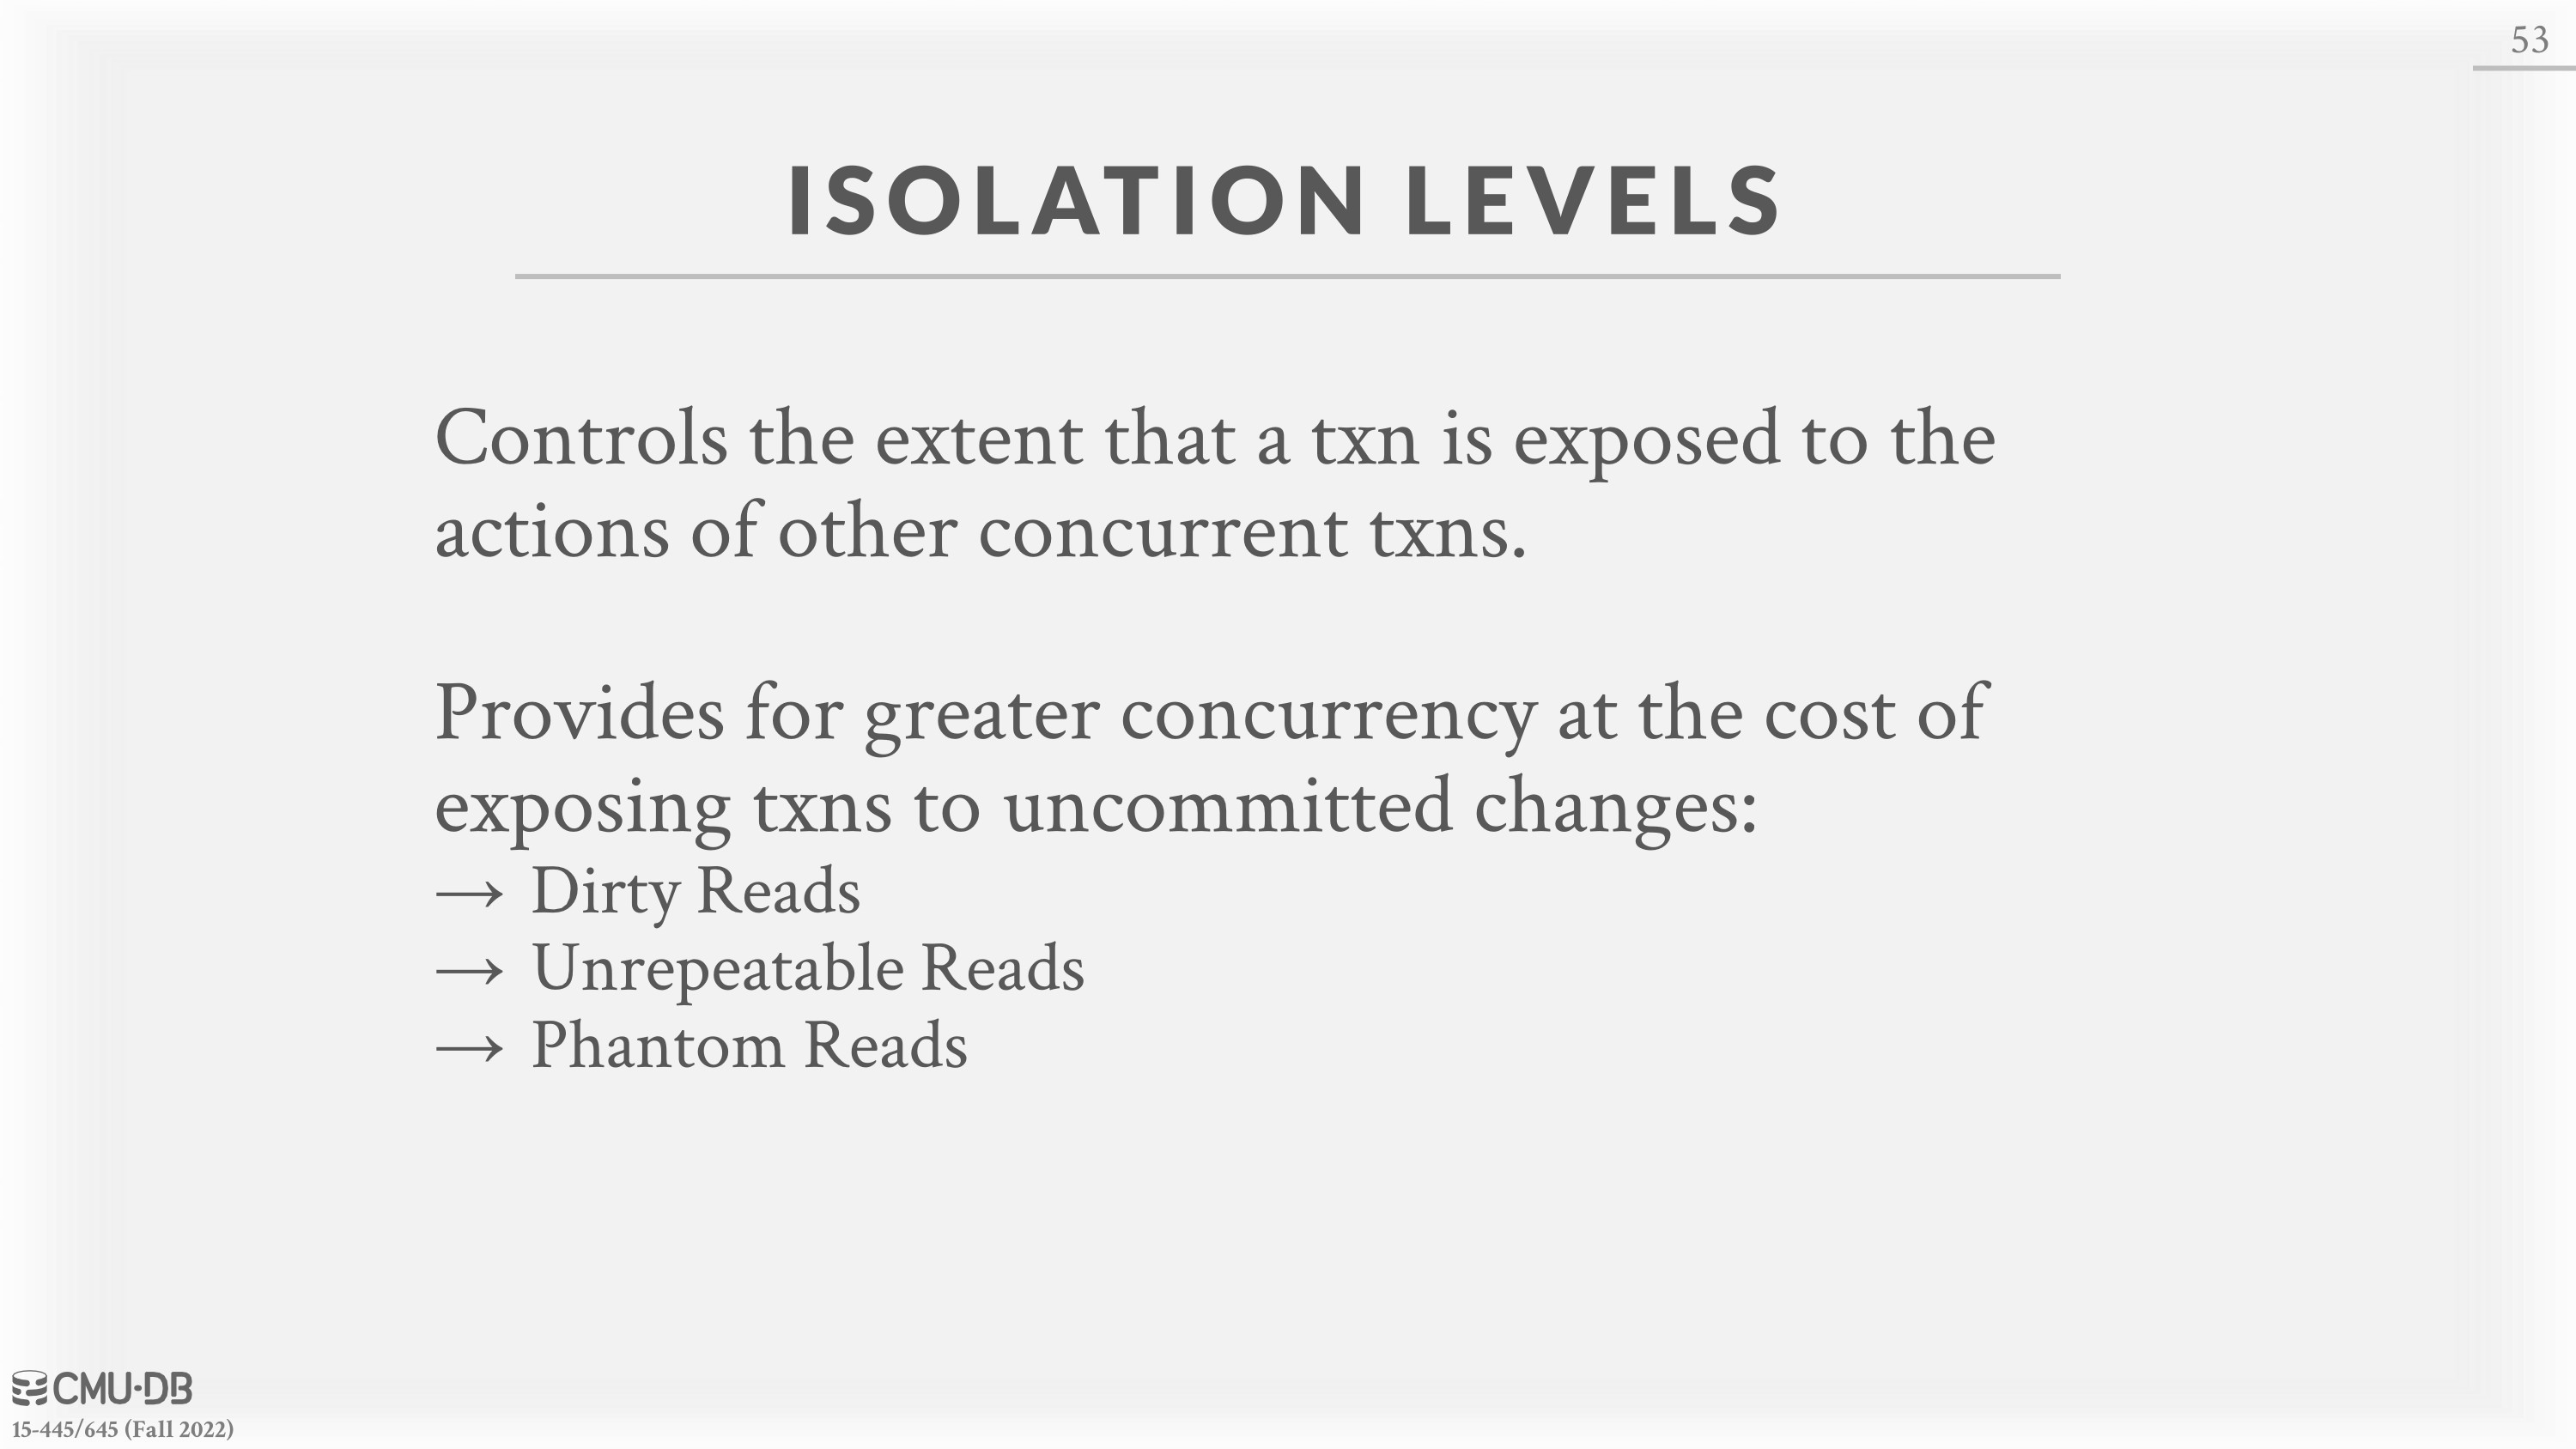 53
ISOLATION LEVELS
Controls the extent that a txn is exposed to the
actions of other concurrent txns.
Provides for greater concurrency at the cost of
exposing txns to uncommitted changes:
→ Dirty Reads
→ Unrepeatable Reads
→ Phantom Reads
CMU·DB
15-445/645 (Fall 2022)